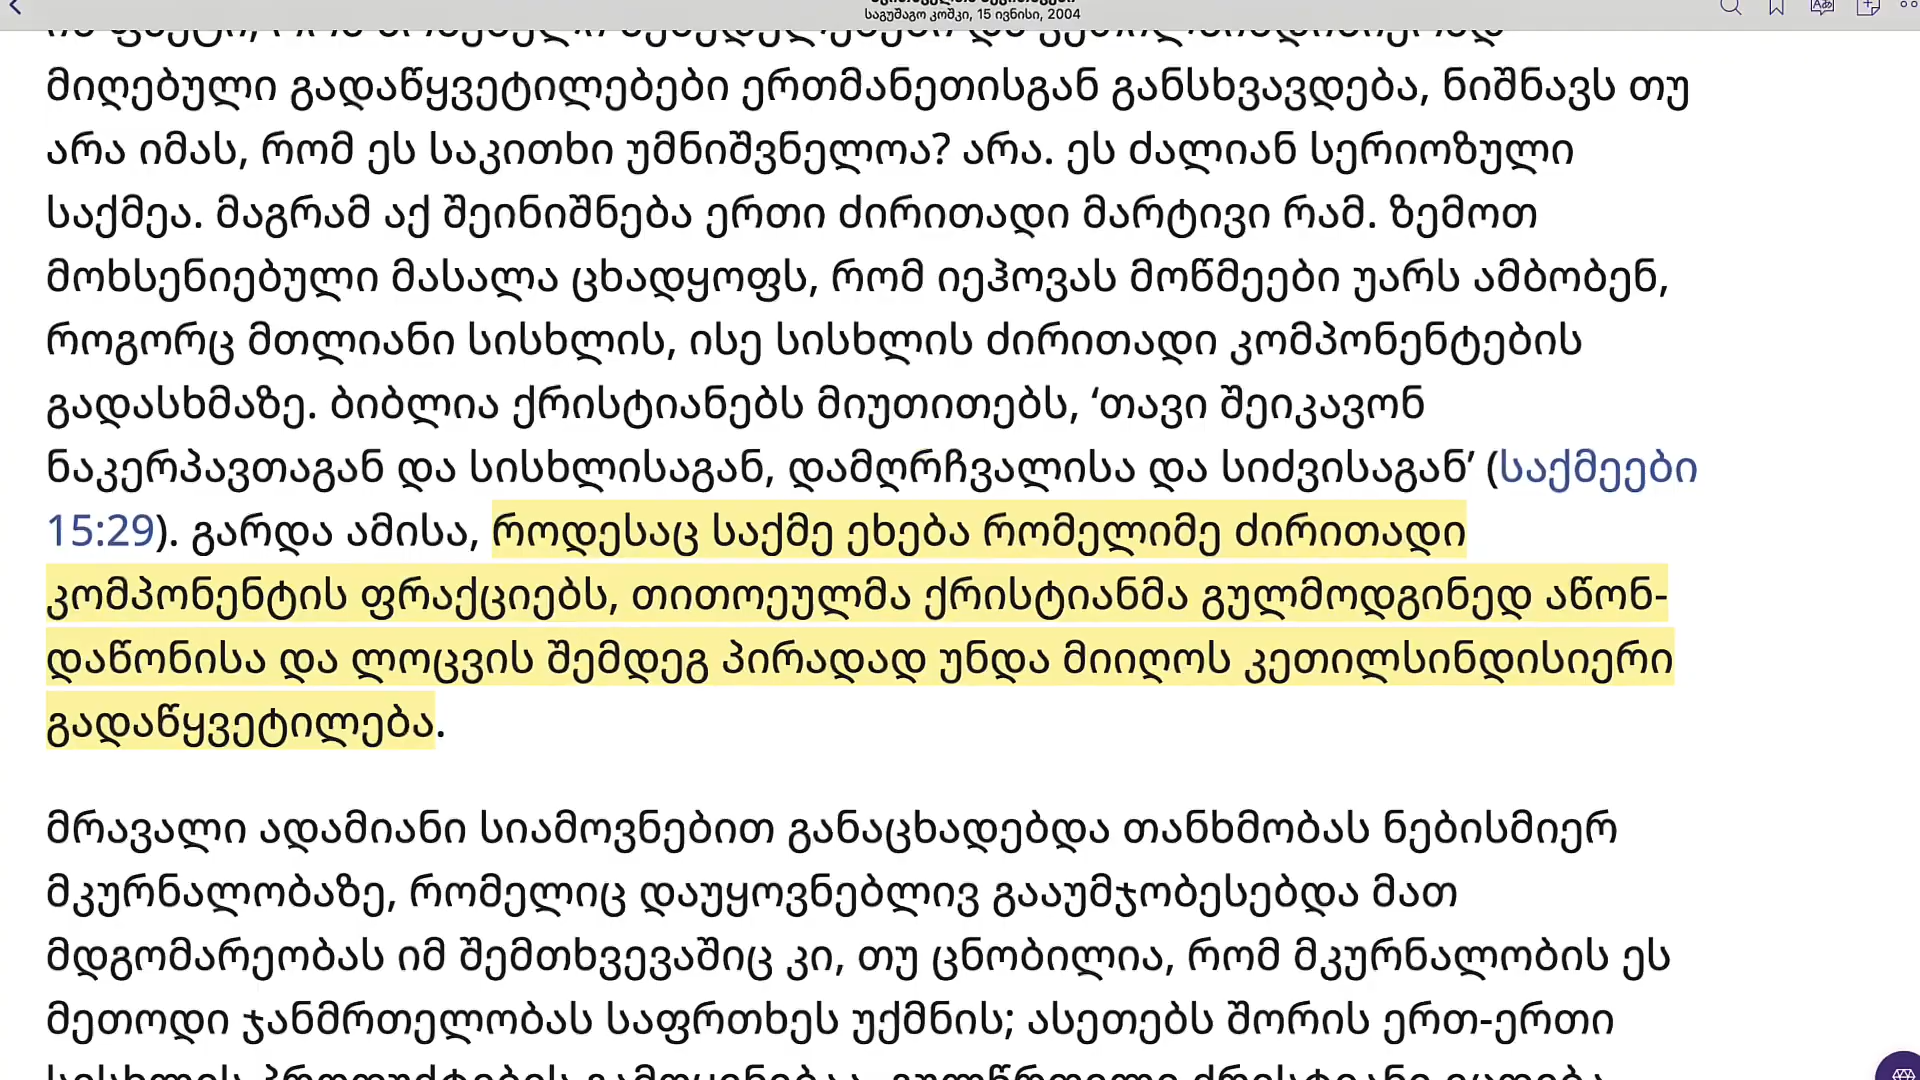 საგუშაგო კოშკი, 15 ივნისი, 2004
მიღებული გადაწყვეტილებები ერთმანეთისგან განსხვავდება, ნიშნავს თუ
არა იმას, რომ ეს საკითხი უმნიშვნელოა? არა. ეს ძალიან სერიოზული
საქმეა. მაგრამ აქ შეინიშნება ერთი ძირითადი მარტივი რამ. ზემოთ
მოხსენიებული მასალა ცხადყოფს, რომ იეჰოვას მოწმეები უარს ამბობენ,
როგორც მთლიანი სისხლის, ისე სისხლის ძირითადი კომპონენტების
გადასხმაზე. ბიბლია ქრისტიანებს მიუთითებს, ‘თავი შეიკავონ
ნაკერპავთაგან და სისხლისაგან, დამღრჩვალისა და სიძვისაგან’ (საქმეები
15:29). გარდა ამისა, როდესაც საქმე ეხება რომელიმე ძირითადი
კომპონენტის ფრაქციებს, თითოეულმა ქრისტიანმა გულმოდგინედ აწონ-
დაწონისა და ლოცვის შემდეგ პირადად უნდა მიიღოს კეთილსინდისიერი
გადაწყვეტილება.
მრავალი ადამიანი სიამოვნებით განაცხადებდა თანხმობას ნებისმიერ
მკურნალობაზე, რომელიც დაუყოვნებლივ გააუმჯობესებდა მათ
მდგომარეობას იმ შემთხვევაშიც კი, თუ ცნობილია, რომ მკურნალობის ეს
მეთოდი ჯანმრთელობას საფრთხეს უქმნის; ასეთებს შორის ერთ-ერთი